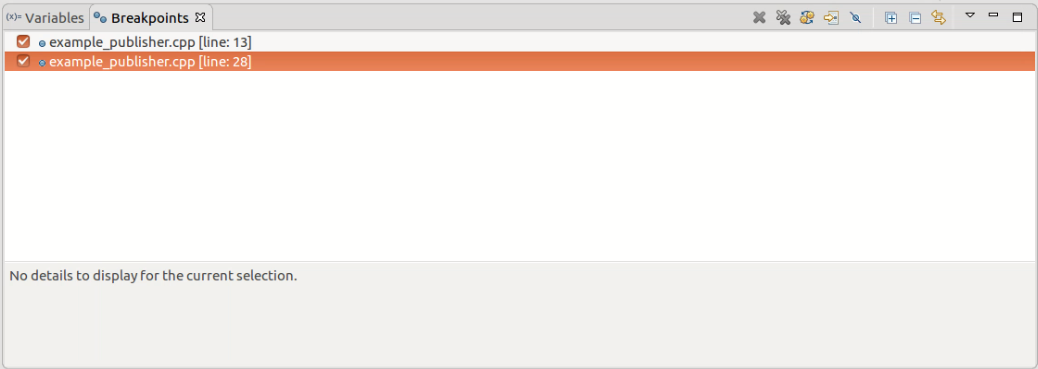 (x)= Variables Breakpoints
example_publisher.cpp [line: 13]
example_publisher.cpp [line: 28]
No details to display for the current selection.